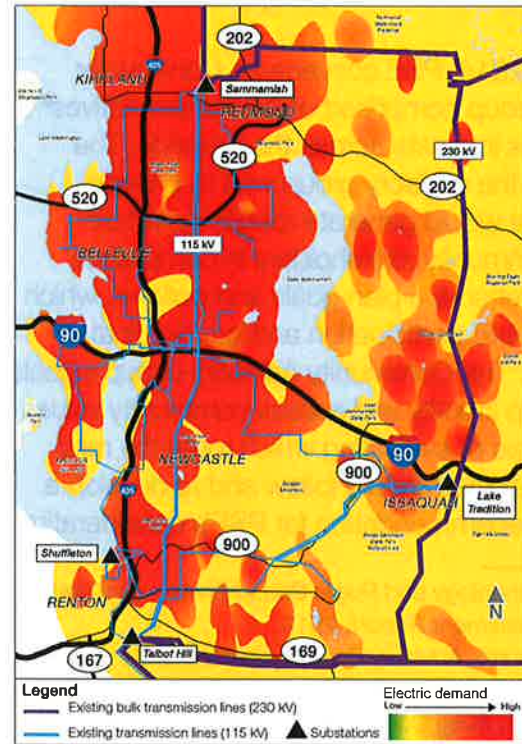 202
KIRKLAND
405
Sammamish
REDMOND
520
230 kV
202
520
115 kV
BELLEVUE
90
NEWCASTLE
90
900
ISSAQUAH
Lake
Tradition
405
Shuffleton
900
RENTON
N
Talbot Hill
169
167
Legend
Existing bulk transmission lines (230 kV)
Existing transmission lines (115 kV)
Substations
Electric demand
Low
High